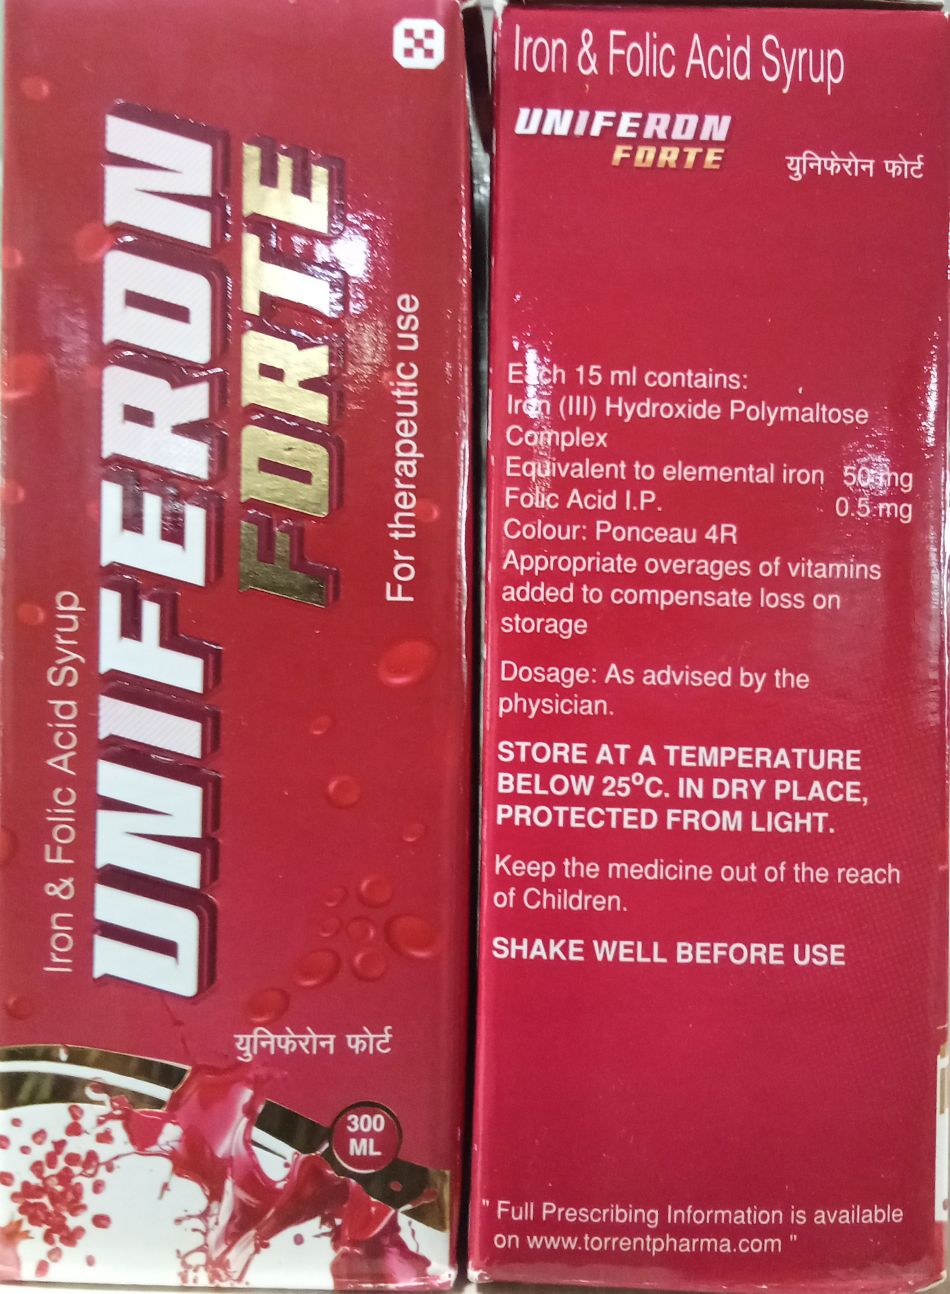 Iron & Folic Acid Syrup
UNIFERON
FORTE
For therapeutic use
युनिफेरोन फोर्ट
300
ML
Iron & Folic Acid Syrup
UNIFERON
FORTE
युनिफेरोन फोर्ट
Each 15 ml contains:
Iron (III) Hydroxide Polymaltose
Complex
Equivalent to elemental iron 50 mg
Folic Acid I.P. 0.5 mg
Colour: Ponceau 4R
Appropriate overages of vitamins
added to compensate loss on
storage
Dosage: As advised by the
physician.
STORE AT A TEMPERATURE
BELOW 25⁰C. IN DRY PLACE,
PROTECTED FROM LIGHT.
Keep the medicine out of the reach
of Children.
SHAKE WELL BEFORE USE
" Full Prescribing Information is available
on www.torrentpharma.com "